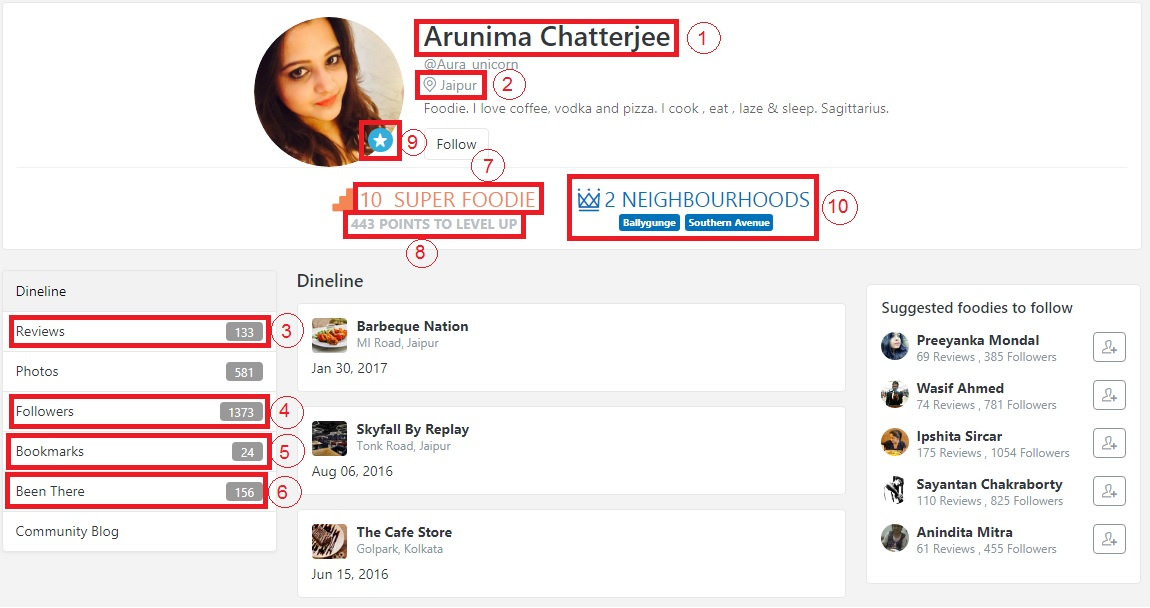 Arunima Chatterjee
1
@Aura_unicorn
Jaipur
2
Foodie. I love coffee, vodka and pizza. I cook , eat , laze & sleep. Sagittarius.
9
Follow
7
10 SUPER FOODIE
443 POINTS TO LEVEL UP
8
2 NEIGHBOURHOODS
Ballygunge Southern Avenue
10
Dineline
Reviews 133
3
Photos 581
Followers 1373
4
Bookmarks 24
5
Been There 156
6
Community Blog
Dineline
Barbeque Nation
MI Road, Jaipur
Jan 30, 2017
Skyfall By Replay
Tonk Road, Jaipur
Aug 06, 2016
The Cafe Store
Golpark, Kolkata
Jun 15, 2016
Suggested foodies to follow
Preeyanka Mondal
69 Reviews , 385 Followers
Wasif Ahmed
74 Reviews , 781 Followers
Ipshita Sircar
175 Reviews , 1054 Followers
Sayantan Chakraborty
110 Reviews , 825 Followers
Anindita Mitra
61 Reviews , 455 Followers